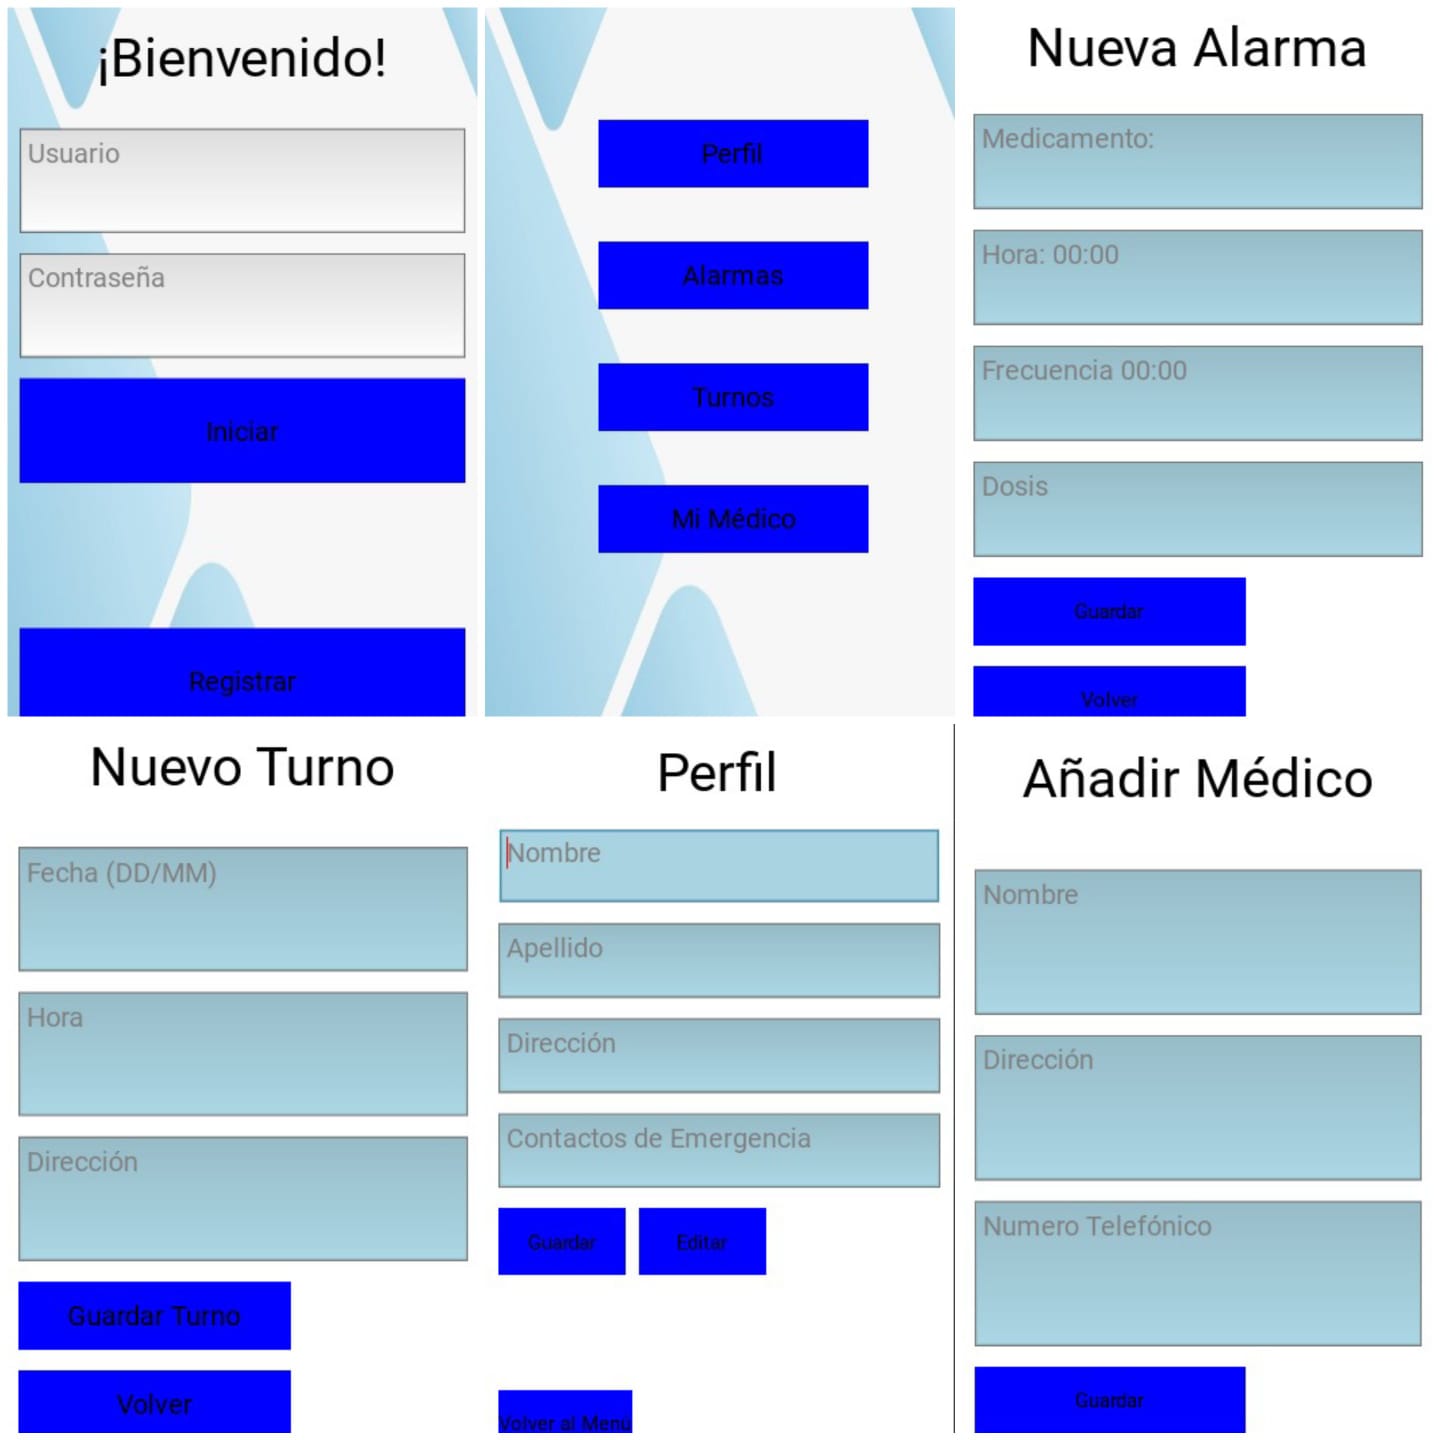 ¡Bienvenido!
Usuario
Contraseña
Iniciar
Registrar
Perfil
Alarmas
Turnos
Mi Médico
Nueva Alarma
Medicamento:
Hora: 00:00
Frecuencia 00:00
Dosis
Guardar
Volver
Nuevo Turno
Fecha (DD/MM)
Hora
Dirección
Guardar Turno
Volver
Perfil
Nombre
Apellido
Dirección
Contactos de Emergencia
Guardar Editar
Volver al Menú
Añadir Médico
Nombre
Dirección
Numero Telefónico
Guardar